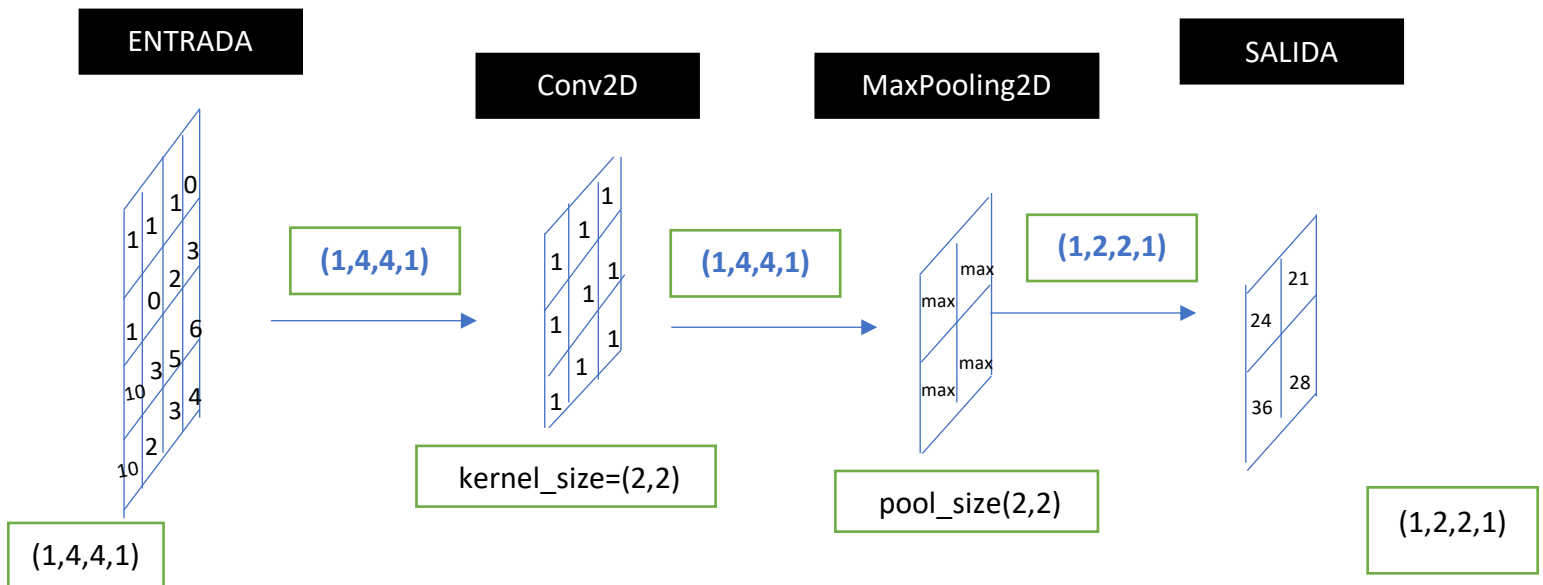 ENTRADA
Conv2D
MaxPooling2D
SALIDA
1 1 1 0
1 0 2 3
10 3 5 6
10 2 3 4
(1,4,4,1)
(1,4,4,1)
1 1 1
1 1 1
1 1 1
kernel_size=(2,2)
(1,4,4,1)
max max
max max
pool_size(2,2)
(1,2,2,1)
24 21
36 28
(1,2,2,1)